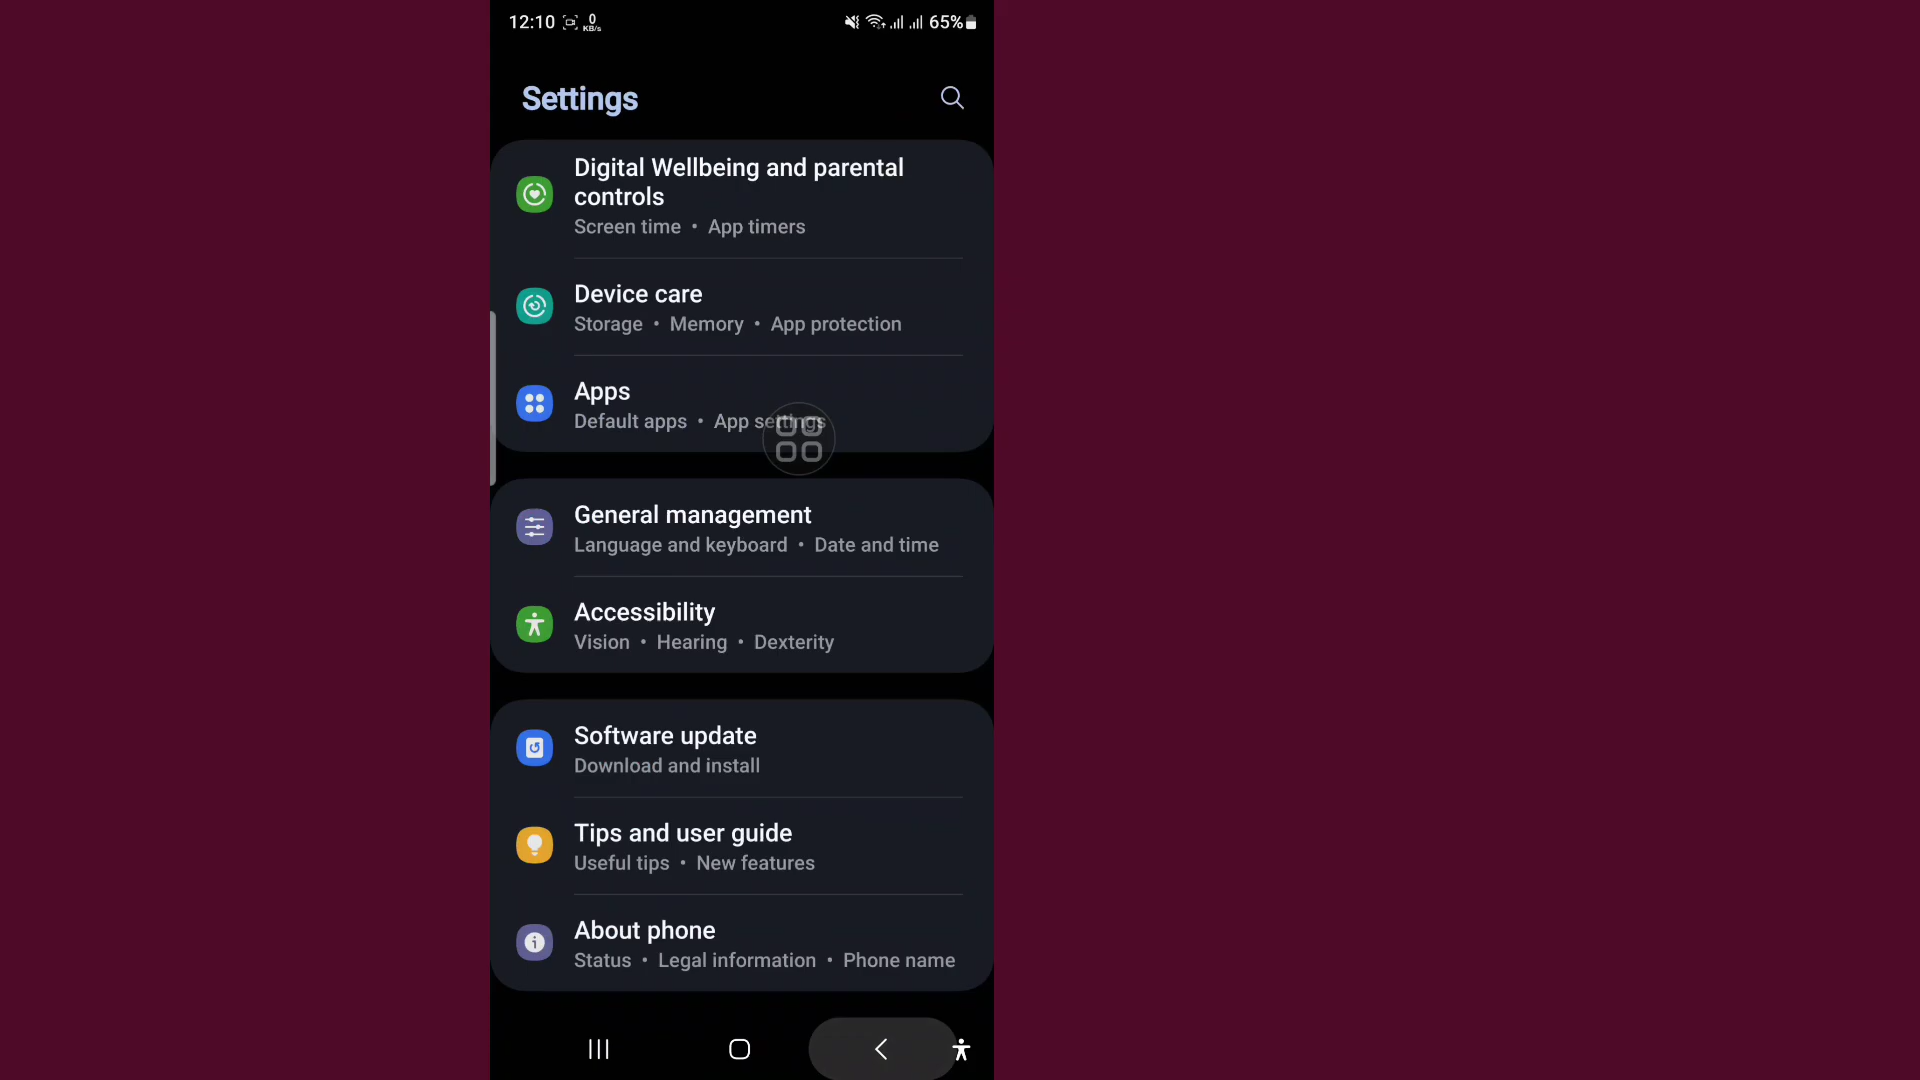 12:10 0 KB/s 65%
Settings
Digital Wellbeing and parental
controls
Screen time • App timers
Device care
Storage • Memory • App protection
Apps
Default apps • App settings
General management
Language and keyboard • Date and time
Accessibility
Vision • Hearing • Dexterity
Software update
Download and install
Tips and user guide
Useful tips • New features
About phone
Status • Legal information • Phone name